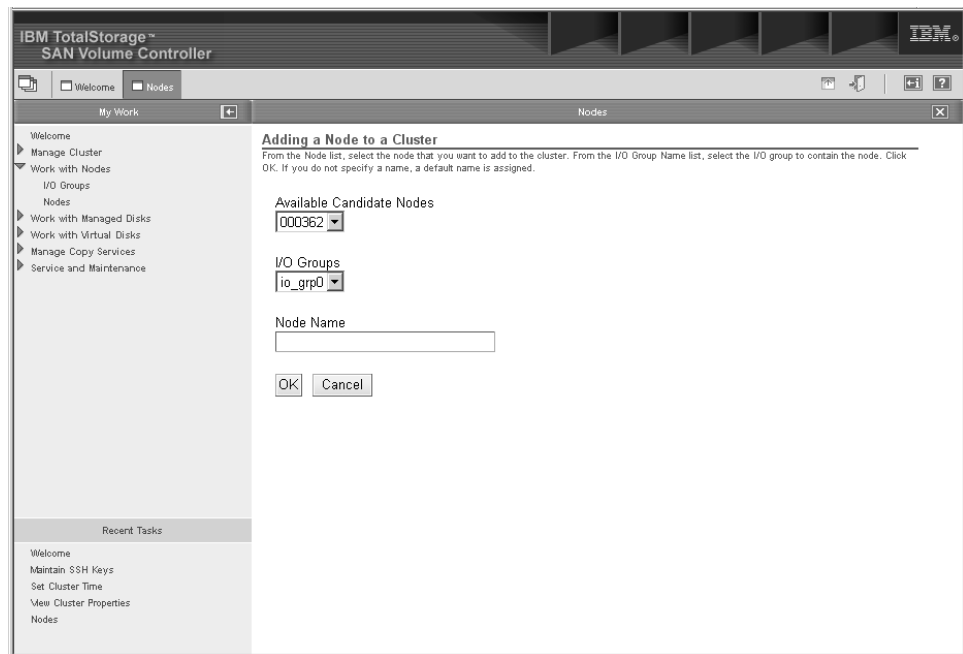 IBM TotalStorage™
SAN Volume Controller
IBM®
Welcome
Nodes
?
My Work
Nodes
Welcome
Manage Cluster
Work with Nodes
I/O Groups
Nodes
Work with Managed Disks
Work with Virtual Disks
Manage Copy Services
Service and Maintenance
Adding a Node to a Cluster
From the Node list, select the node that you want to add to the cluster. From the I/O Group Name list, select the I/O group to contain the node. Click
OK. If you do not specify a name, a default name is assigned.
Available Candidate Nodes
000362
I/O Groups
io_grp0
Node Name
OK Cancel
Recent Tasks
Welcome
Maintain SSH Keys
Set Cluster Time
View Cluster Properties
Nodes